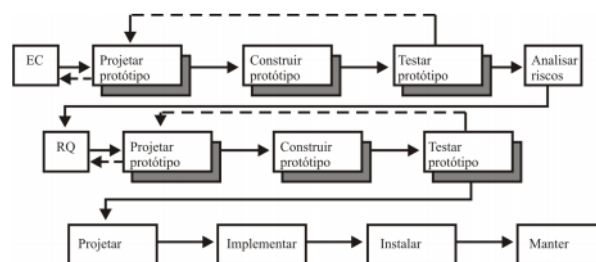 EC
Projetar
protótipo
Construir
protótipo
Testar
protótipo
Analisar
riscos
RQ
Projetar
protótipo
Construir
protótipo
Testar
protótipo
Projetar
Implementar
Instalar
Manter